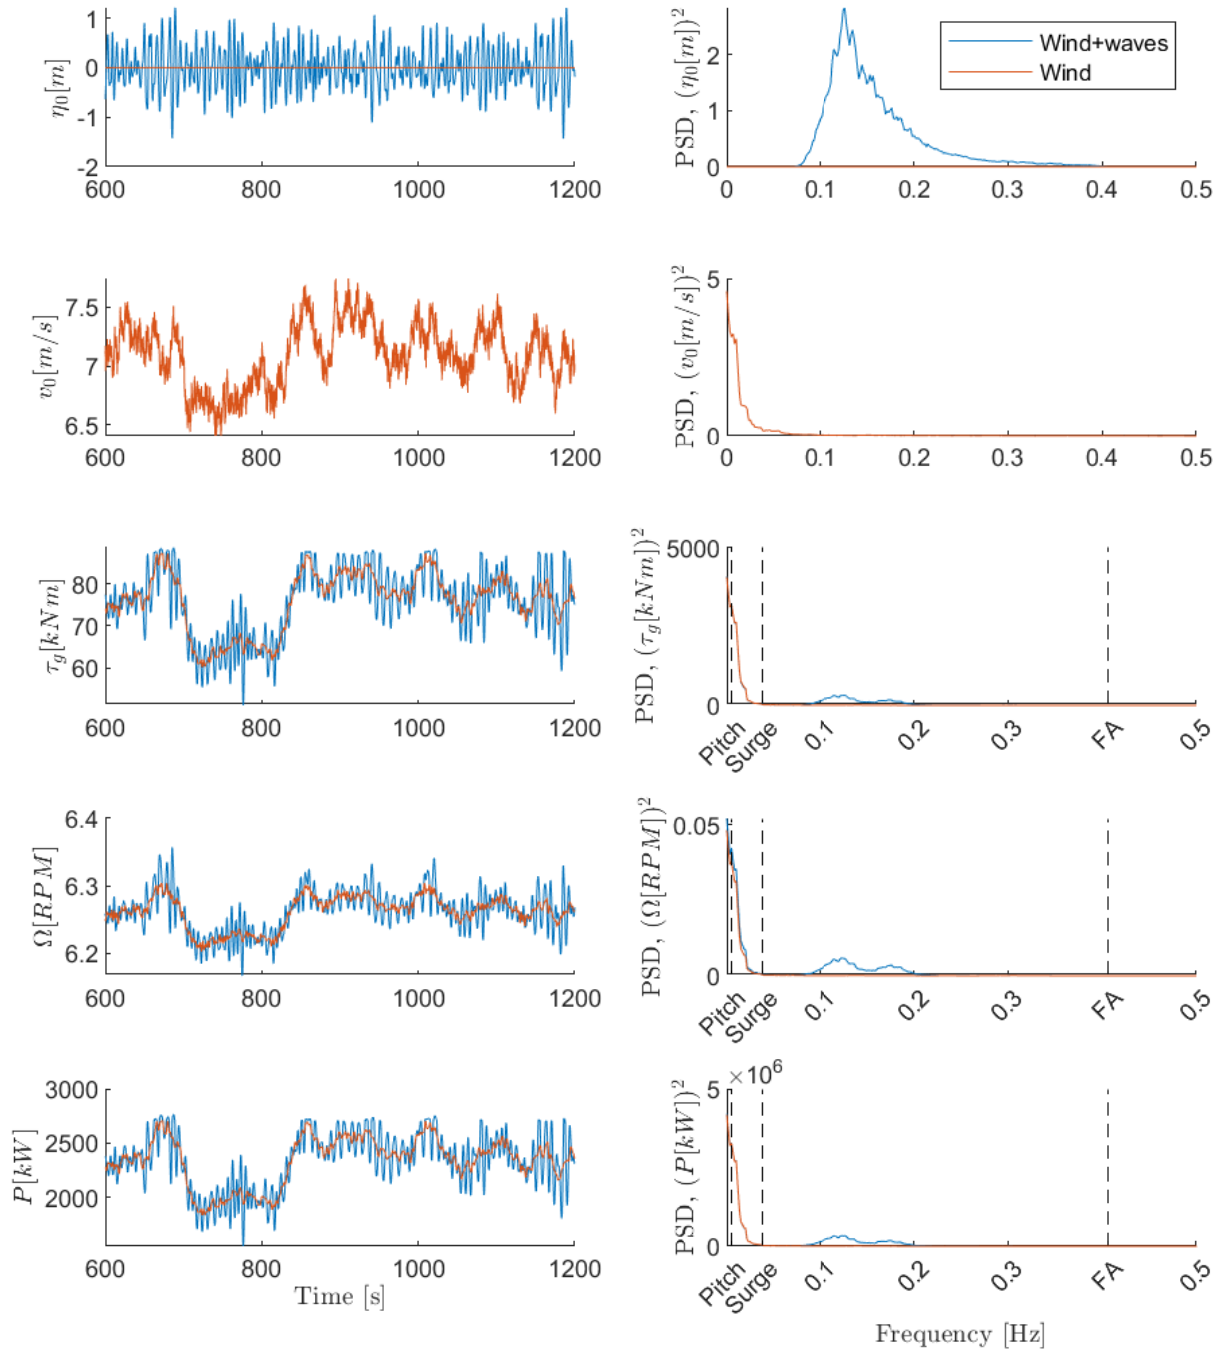 η₀[m]
1
0
-1
-2
600 800 1000 1200
PSD, (η₀[m])²
2
1
0
0 0.1 0.2 0.3 0.4 0.5
Wind+waves
Wind
v₀[m/s]
7.5
7
6.5
600 800 1000 1200
PSD, (v₀[m/s])²
5
0
0 0.1 0.2 0.3 0.4 0.5
τg[kNm]
80
70
60
600 800 1000 1200
PSD, (τg[kNm])²
5000
0
Pitch Surge 0.1 0.2 0.3 FA 0.5
Ω[RPM]
6.4
6.3
6.2
600 800 1000 1200
PSD, (Ω[RPM])²
0.05
0
Pitch Surge 0.1 0.2 0.3 FA 0.5
P[kW]
3000
2500
2000
600 800 1000 1200
Time [s]
PSD, (P[kW])²
×10⁶
5
0
Pitch Surge 0.1 0.2 0.3 FA 0.5
Frequency [Hz]